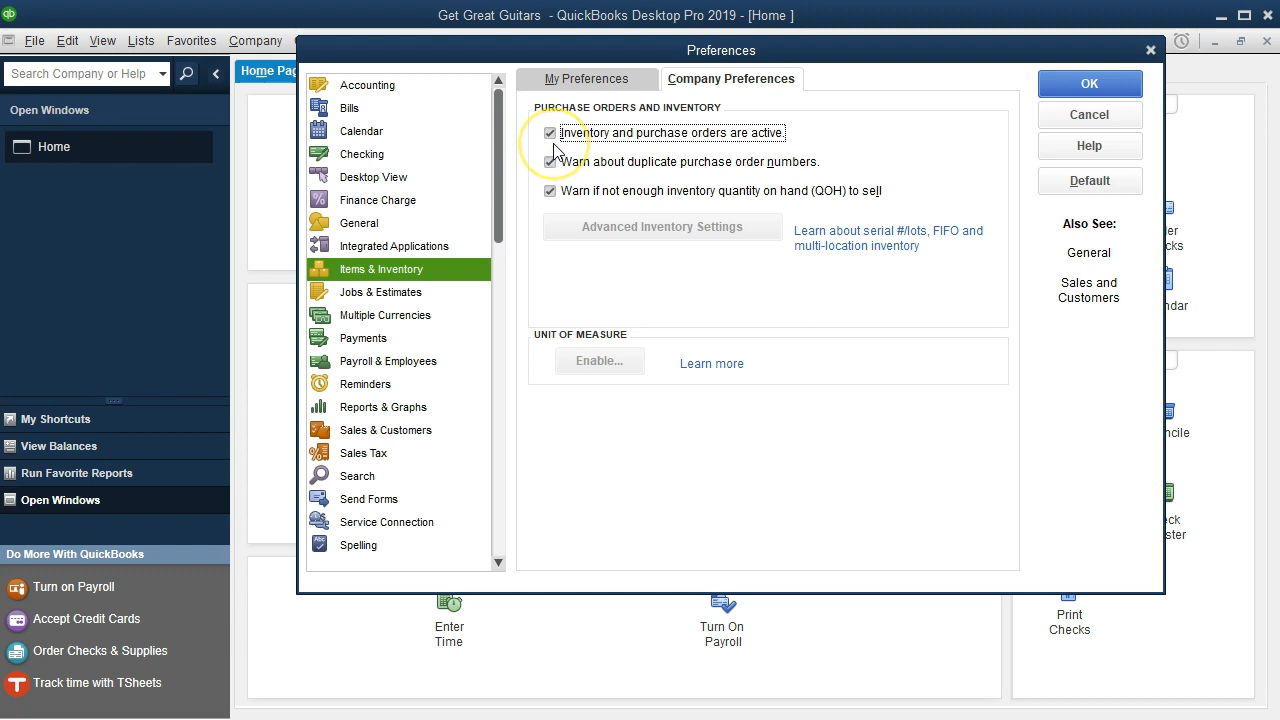 qb
Get Great Guitars - QuickBooks Desktop Pro 2019 - [Home ]
File Edit View Lists Favorites Company
Search Company or Help
Open Windows
Home
My Shortcuts
View Balances
Run Favorite Reports
Open Windows
Do More With QuickBooks
Turn on Payroll
Accept Credit Cards
Order Checks & Supplies
Track time with TSheets
Home Pag
Preferences
Accounting
Bills
Calendar
Checking
Desktop View
Finance Charge
General
Integrated Applications
Items & Inventory
Jobs & Estimates
Multiple Currencies
Payments
Payroll & Employees
Reminders
Reports & Graphs
Sales & Customers
Sales Tax
Search
Send Forms
Service Connection
Spelling
My Preferences
Company Preferences
PURCHASE ORDERS AND INVENTORY
Inventory and purchase orders are active.
Warn about duplicate purchase order numbers.
Warn if not enough inventory quantity on hand (QOH) to sell
Advanced Inventory Settings
Learn about serial #/lots, FIFO and
multi-location inventory
UNIT OF MEASURE
Enable...
Learn more
OK
Cancel
Help
Default
Also See:
General
Sales and
Customers
er
cks
dar
ncile
eck
ster
Enter
Time
Turn On
Payroll
Print
Checks